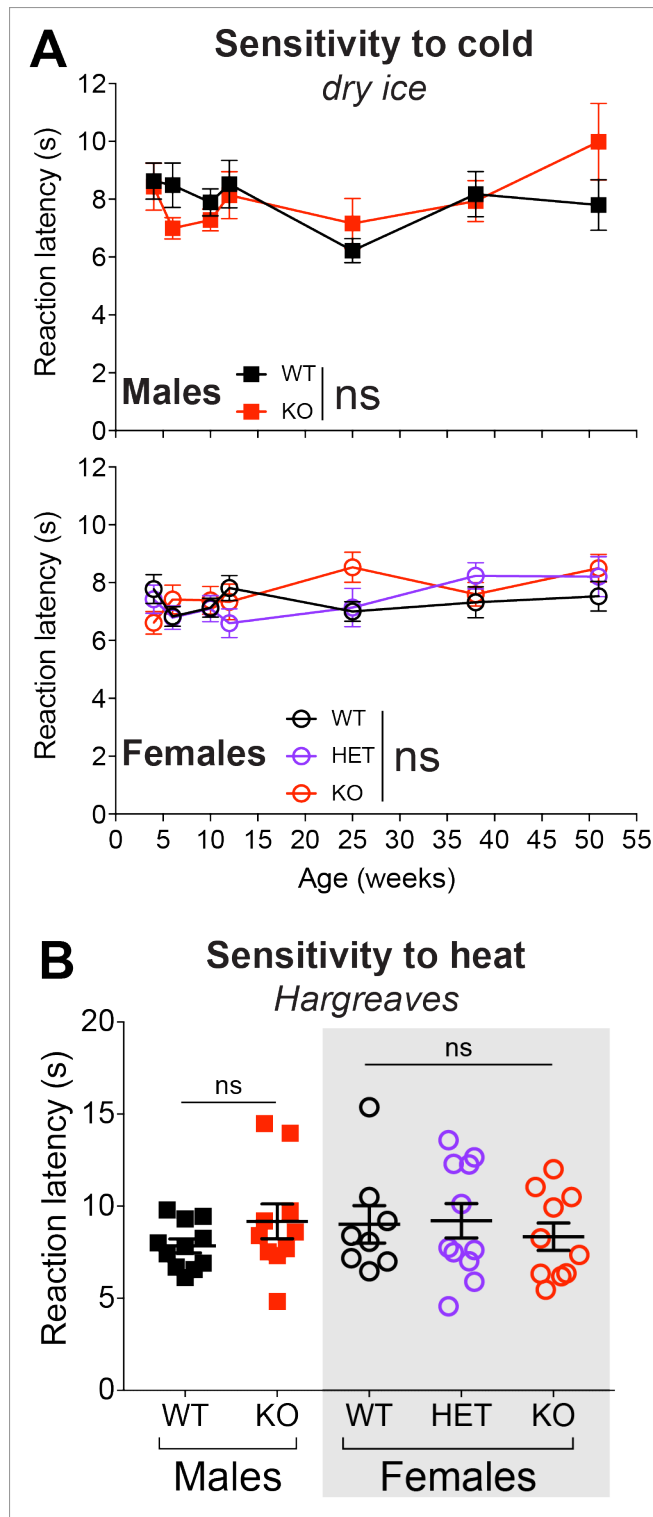 A
Sensitivity to cold
dry ice
12
10
8
6
4
2
0
Reaction latency (s)
Males
WT
KO
ns
12
10
8
6
4
2
0
Reaction latency (s)
Females
WT
HET
KO
ns
0 5 10 15 20 25 30 35 40 45 50 55
Age (weeks)
B
Sensitivity to heat
Hargreaves
20
15
10
5
0
Reaction latency (s)
ns
ns
WT KO WT HET KO
Males Females